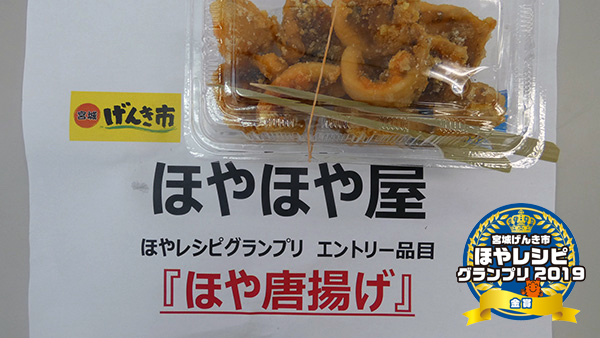 宮城 げんき市
ほやほや屋
ほやレシピグランプリ エントリー品目
『ほや唐揚げ』
宮城げんき市
ほやレシピ
グランプリ 2019
金賞